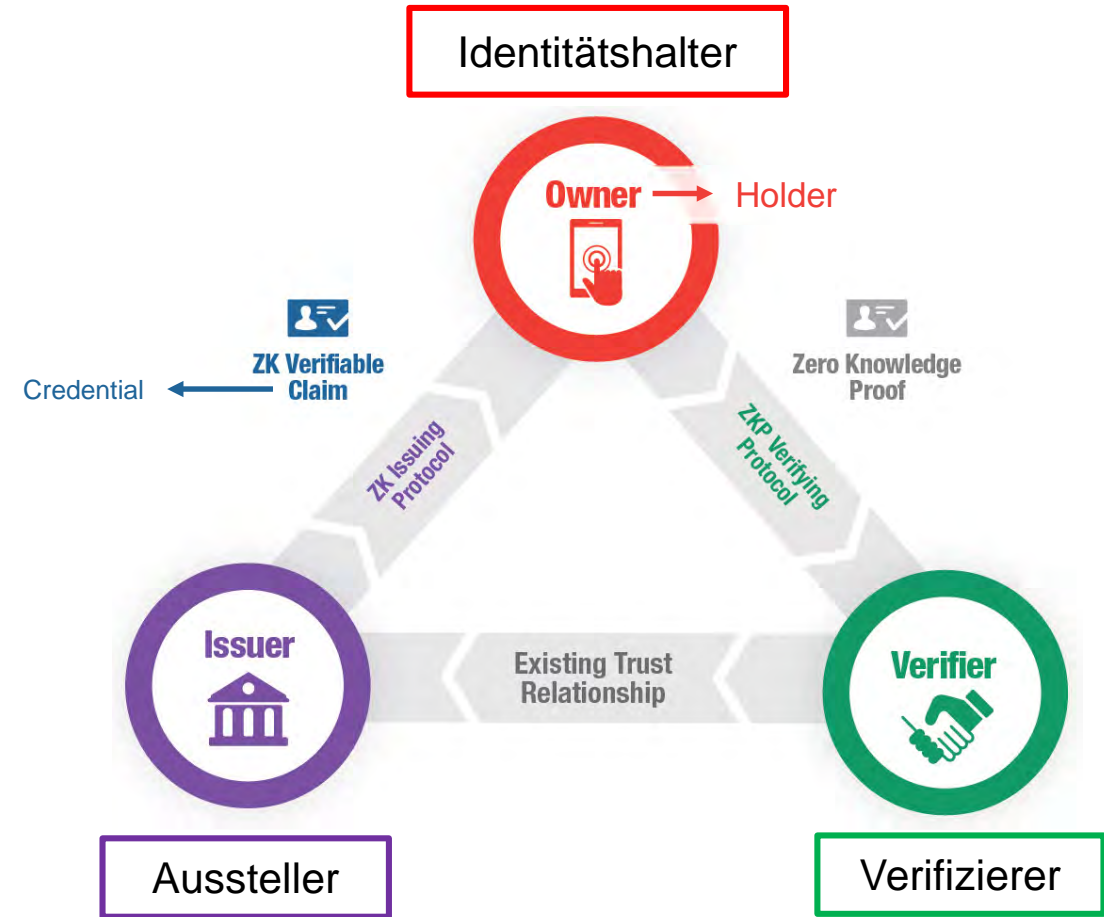 Identitätshalter
Owner
Holder
ZK Verifiable
Claim
Credential
Zero Knowledge
Proof
ZK Issuing
Protocol
ZKP Verifying
Protocol
Issuer
Existing Trust
Relationship
Verifier
Aussteller
Verifizierer